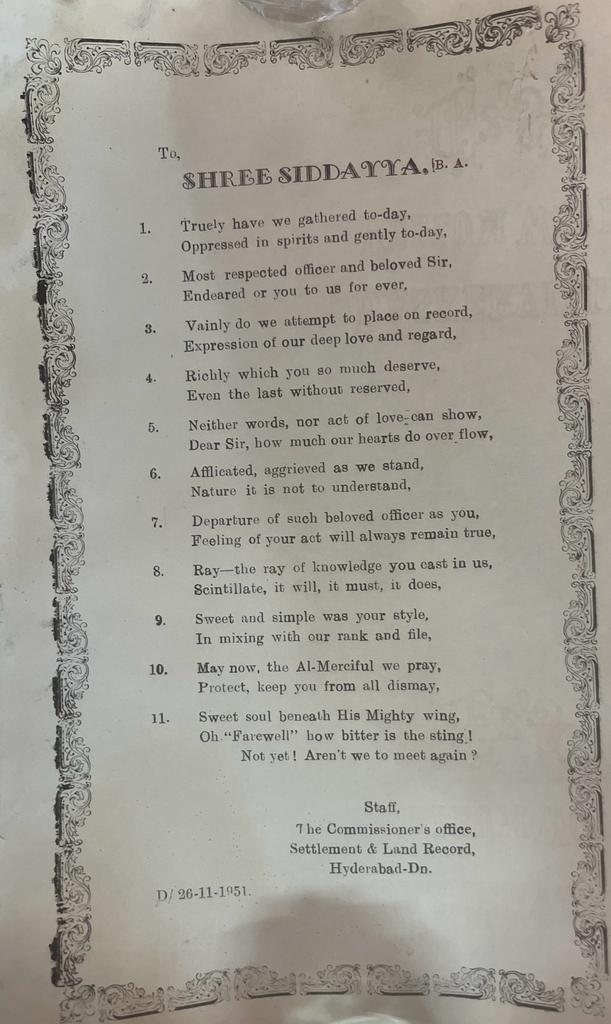 To,
SHREE SIDDAYYA, B. A.
1. Truely have we gathered to-day,
Oppressed in spirits and gently to-day,
2. Most respected officer and beloved Sir,
Endeared or you to us for ever,
3. Vainly do we attempt to place on record,
Expression of our deep love and regard,
4. Richly which you so much deserve,
Even the last without reserved,
5. Neither words, nor act of love-can show,
Dear Sir, how much our hearts do over flow,
6. Afflicated, aggrieved as we stand,
Nature it is not to understand,
7. Departure of such beloved officer as you,
Feeling of your act will always remain true,
8. Ray—the ray of knowledge you cast in us,
Scintillate, it will, it must, it does,
9. Sweet and simple was your style,
In mixing with our rank and file,
10. May now, the Al-Merciful we pray,
Protect, keep you from all dismay,
11. Sweet soul beneath His Mighty wing,
Oh "Farewell" how bitter is the sting !
Not yet ! Aren't we to meet again ?
Staff,
The Commissioner's office,
Settlement & Land Record,
Hyderabad-Dn.
D/ 26-11-1951.